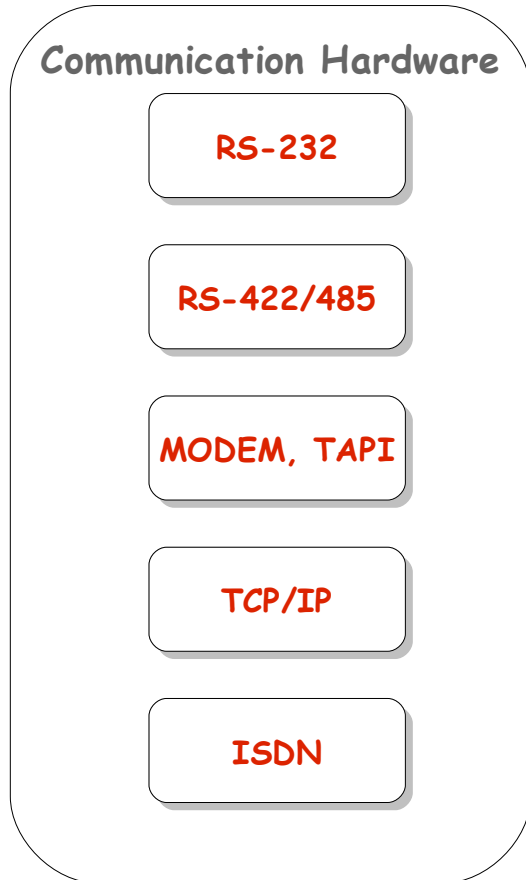 Communication Hardware
RS-232
RS-422/485
MODEM, TAPI
TCP/IP
ISDN